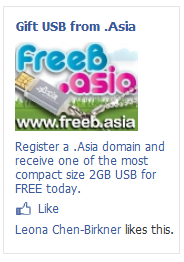 Gift USB from .Asia
FreeB
.asia
www.freeb.asia
Register a .Asia domain and
receive one of the most
compact size 2GB USB for
FREE today.
Like
Leona Chen-Birkner likes this.